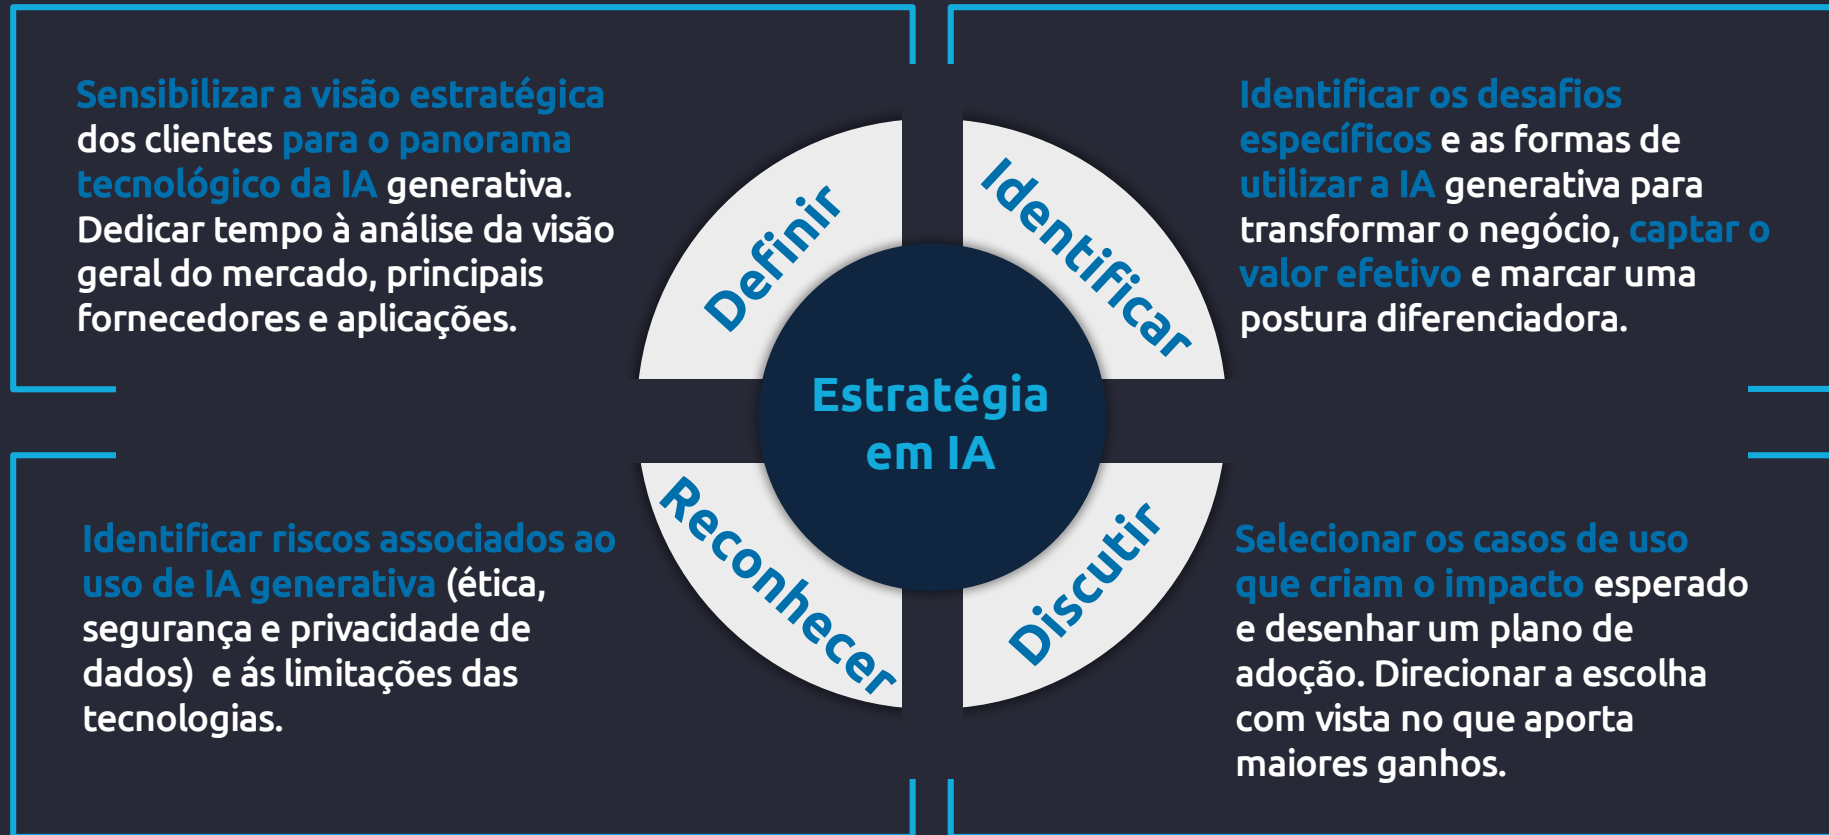 Sensibilizar a visão estratégica
dos clientes para o panorama
tecnológico da IA generativa.
Dedicar tempo à análise da visão
geral do mercado, principais
fornecedores e aplicações.
Definir
Identificar
Identificar os desafios
específicos e as formas de
utilizar a IA generativa para
transformar o negócio, captar o
valor efetivo e marcar uma
postura diferenciadora.
Estratégia
em IA
Identificar riscos associados ao
uso de IA generativa (ética,
segurança e privacidade de
dados)  e ás limitações das
tecnologias.
Reconhecer
Discutir
Selecionar os casos de uso
que criam o impacto esperado
e desenhar um plano de
adoção. Direcionar a escolha
com vista no que aporta
maiores ganhos.